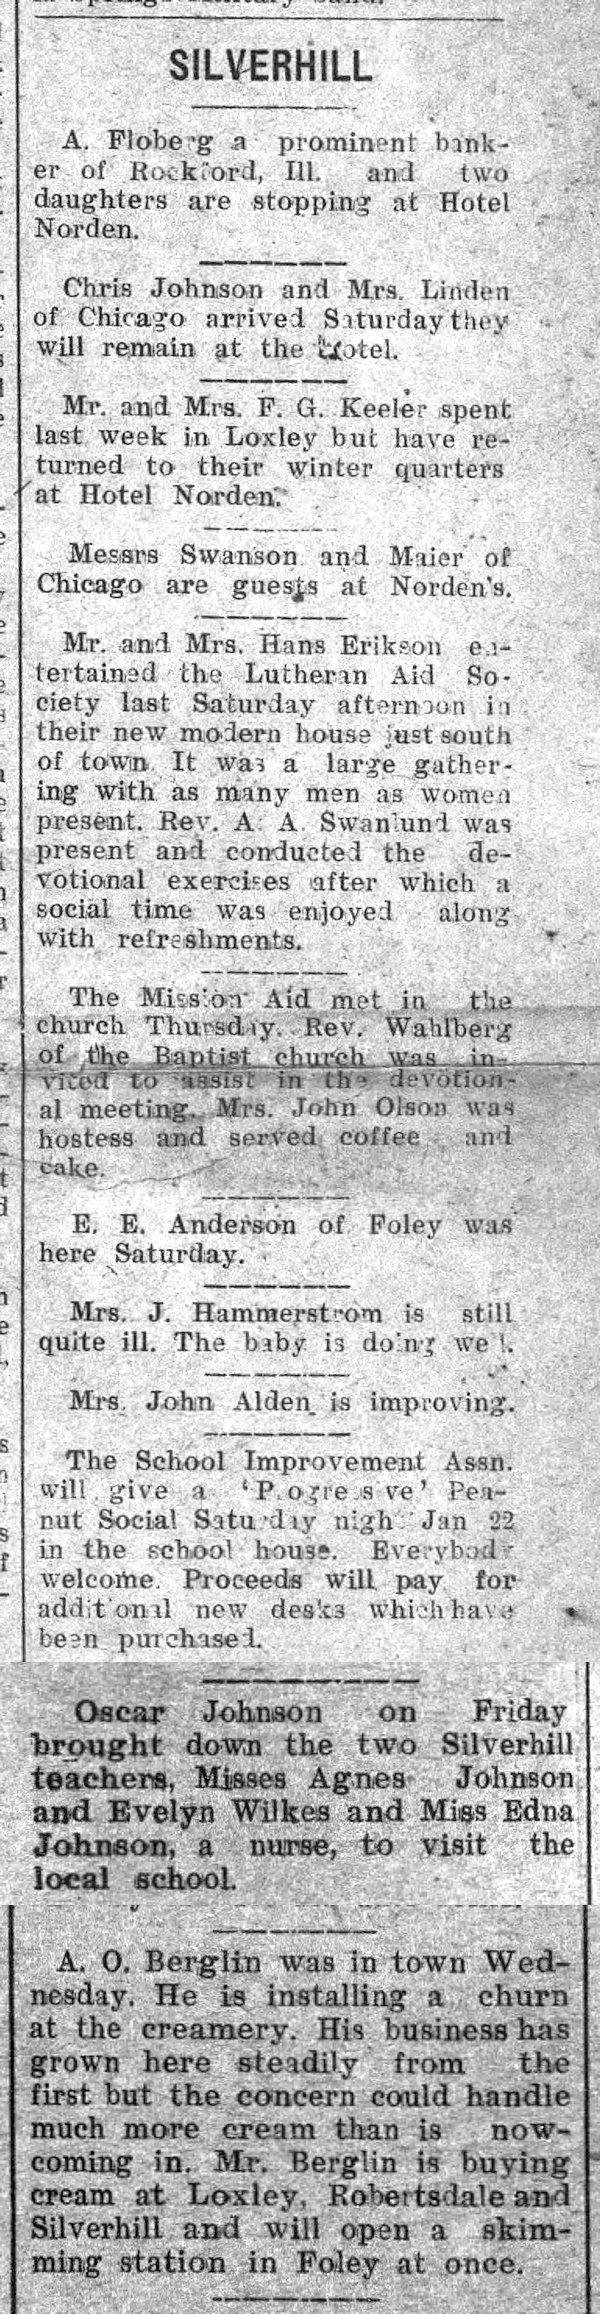 SILVERHILL
A. Floberg a prominent bank-
er of Rockford, Ill. and two
daughters are stopping at Hotel
Norden.
Chris Johnson and Mrs. Linden
of Chicago arrived Saturday they
will remain at the Hotel.
Mr. and Mrs. F. G. Keeler spent
last week in Loxley but have re-
turned to their winter quarters
at Hotel Norden.
Messrs Swanson and Maier of
Chicago are guests at Norden's.
Mr. and Mrs. Hans Erikson en-
tertained the Lutheran Aid So-
ciety last Saturday afternoon in
their new modern house just south
of town. It was a large gather-
ing with as many men as women
present. Rev. A. A. Swanlund was
present and conducted the de-
votional exercises after which a
social time was enjoyed along
with refreshments.
The Mission Aid met in the
church Thursday. Rev. Wahlberg
of the Baptist church was in-
vited to assist in the devotion-
al meeting. Mrs. John Olson was
hostess and served coffee and
cake.
E. E. Anderson of Foley was
here Saturday.
Mrs. J. Hammerstrom is still
quite ill. The baby is doing well.
Mrs. John Alden is improving.
The School Improvement Assn.
will give a 'Progressive' Pea-
nut Social Saturday night Jan 22
in the school house. Everybody
welcome. Proceeds will pay for
additional new desks which have
been purchased.
Oscar Johnson on Friday
brought down the two Silverhill
teachers, Misses Agnes Johnson
and Evelyn Wilkes and Miss Edna
Johnson, a nurse, to visit the
local school.
A. O. Berglin was in town Wed-
nesday. He is installing a churn
at the creamery. His business has
grown here steadily from the
first but the concern could handle
much more cream than is now-
coming in. Mr. Berglin is buying
cream at Loxley, Robertsdale and
Silverhill and will open a skim-
ming station in Foley at once.